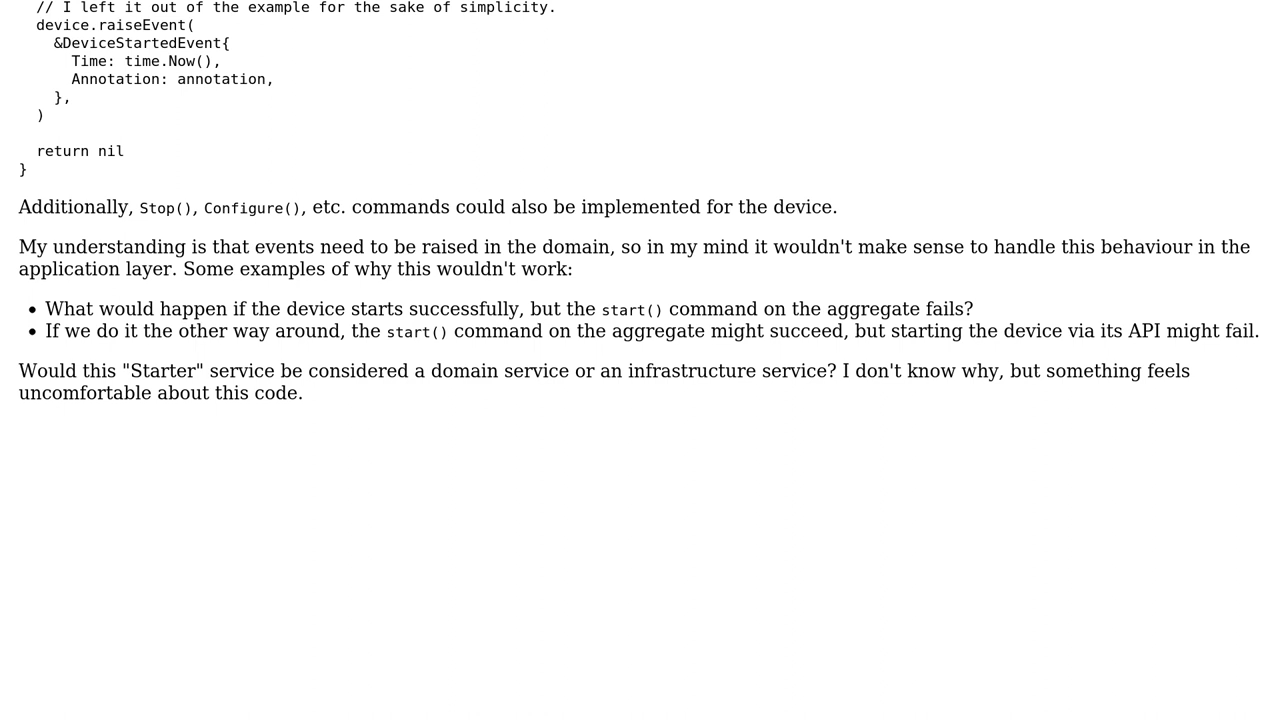 // I left it out of the example for the sake of simplicity.
device.raiseEvent(
&DeviceStartedEvent{
Time: time.Now(),
Annotation: annotation,
},
)
return nil
}
Additionally, Stop(), Configure(), etc. commands could also be implemented for the device.
My understanding is that events need to be raised in the domain, so in my mind it wouldn't make sense to handle this behaviour in the
application layer. Some examples of why this wouldn't work:
• What would happen if the device starts successfully, but the start() command on the aggregate fails?
• If we do it the other way around, the start() command on the aggregate might succeed, but starting the device via its API might fail.
Would this "Starter" service be considered a domain service or an infrastructure service? I don't know why, but something feels
uncomfortable about this code.